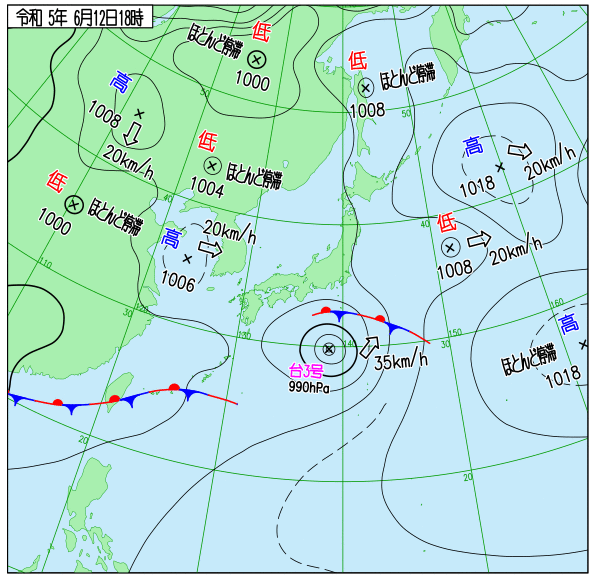 令和 5年 6月12日18時
低
ほとんど停滞
1000
低
ほとんど停滞
1008
高
1008
20km/h
50
50
低
ほとんど停滞
1004
高
20km/h
1018
低
ほとんど停滞
1000
40
40
高
20km/h
1006
低
20km/h
1008
110
120
30
130
140
30
150
160
高
ほとんど停滞
1018
台3号
990hPa
35km/h
20
20